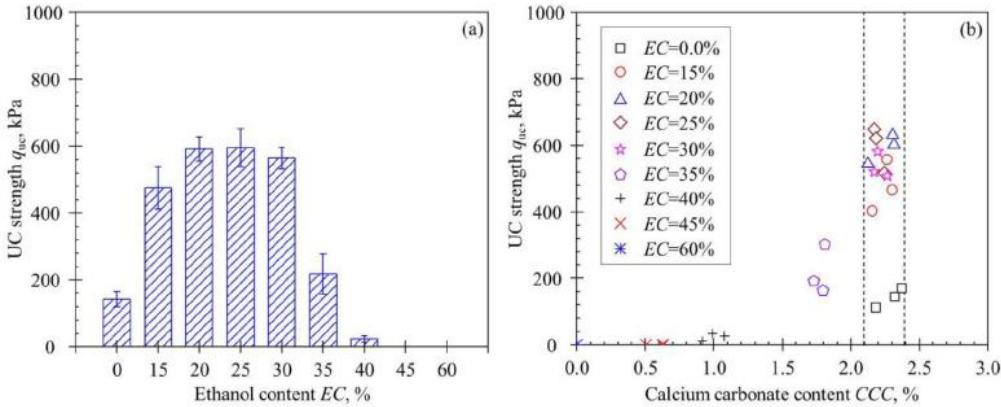 (a)
1000
800
600
400
200
0
UC strength q_uc, kPa
0 15 20 25 30 35 40 45 60
Ethanol content EC, %
(b)
1000
800
600
400
200
0
UC strength q_uc, kPa
EC=0.0%
EC=15%
EC=20%
EC=25%
EC=30%
EC=35%
EC=40%
EC=45%
EC=60%
0.0 0.5 1.0 1.5 2.0 2.5 3.0
Calcium carbonate content CCC, %